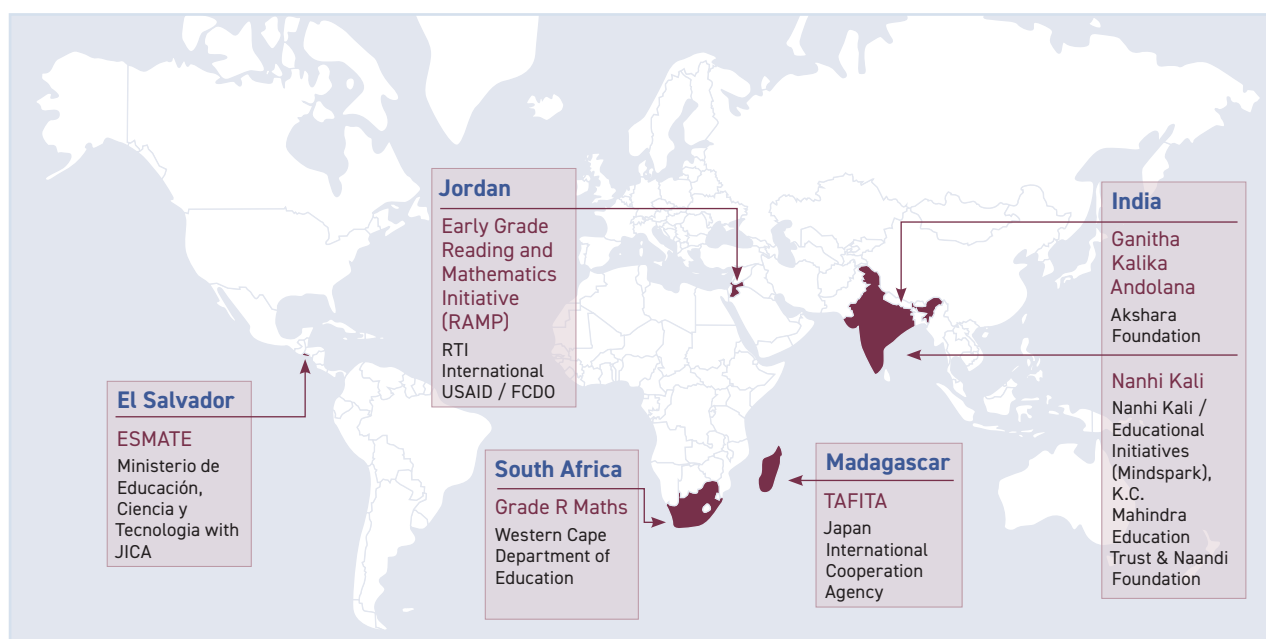 Jordan
Early Grade
Reading and
Mathematics
Initiative
(RAMP)
RTI
International
USAID / FCDO
India
Ganitha
Kalika
Andolana
Akshara
Foundation
Nanhi Kali
Nanhi Kali /
Educational
Initiatives
(Mindspark),
K.C.
Mahindra
Education
Trust & Naandi
Foundation
El Salvador
ESMATE
Ministerio de
Educación,
Ciencia y
Tecnologia with
JICA
South Africa
Grade R Maths
Western Cape
Department of
Education
Madagascar
TAFITA
Japan
International
Cooperation
Agency